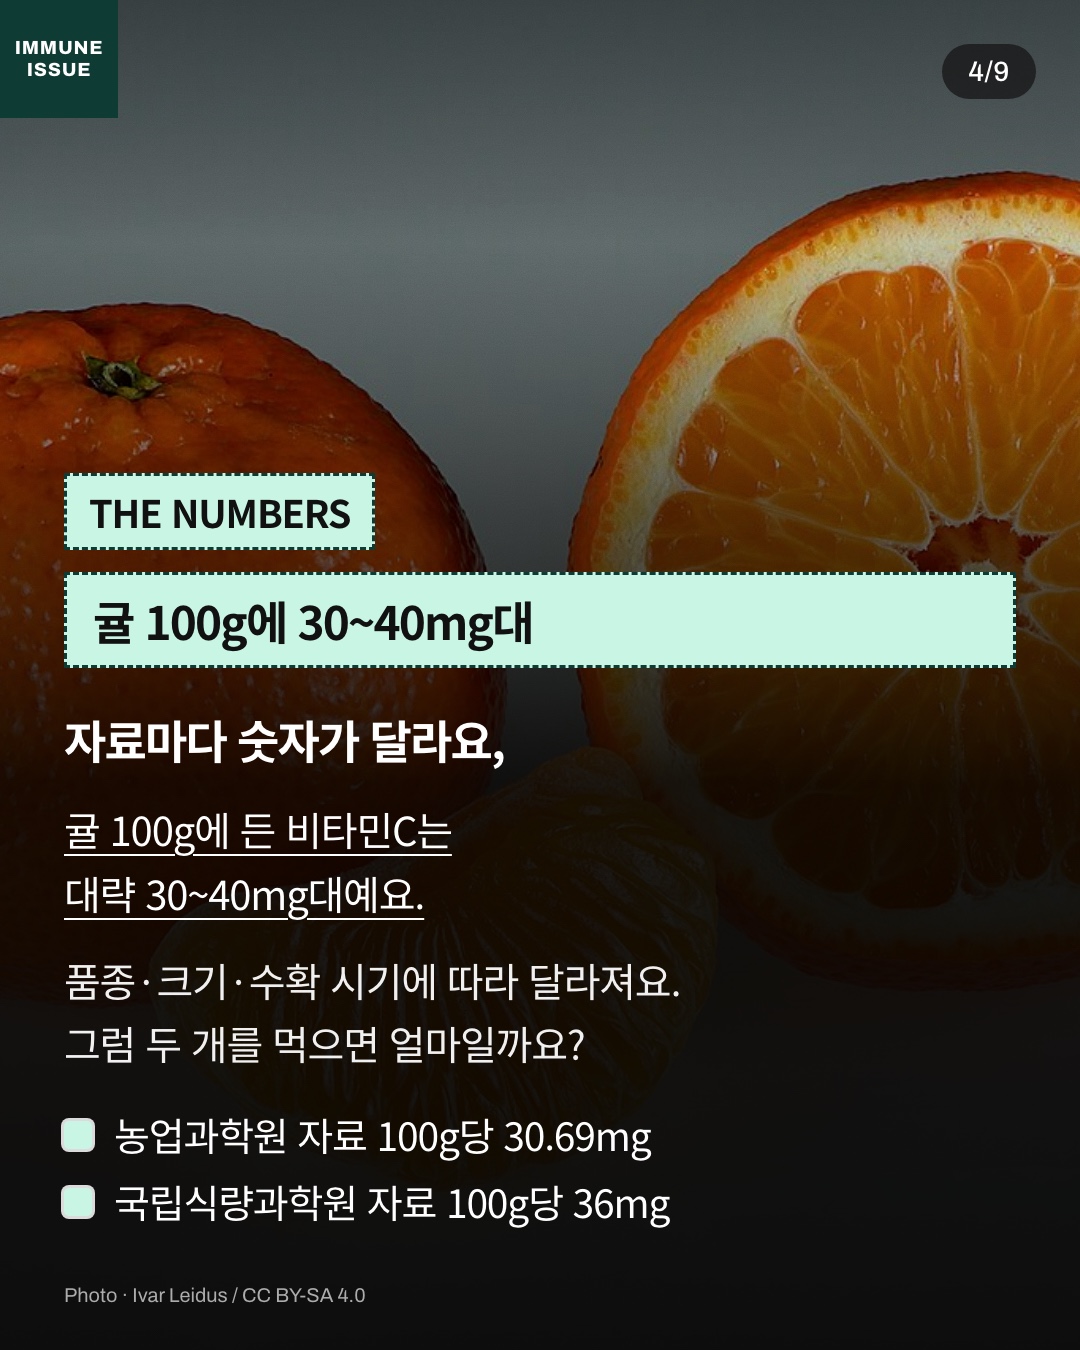 IMMUNE
ISSUE
4/9
THE NUMBERS
귤 100g에 30~40mg대
자료마다 숫자가 달라요,
귤 100g에 든 비타민C는
대략 30~40mg대예요.
품종·크기·수확 시기에 따라 달라져요.
그럼 두 개를 먹으면 얼마일까요?
농업과학원 자료 100g당 30.69mg
국립식량과학원 자료 100g당 36mg
Photo · Ivar Leidus / CC BY-SA 4.0